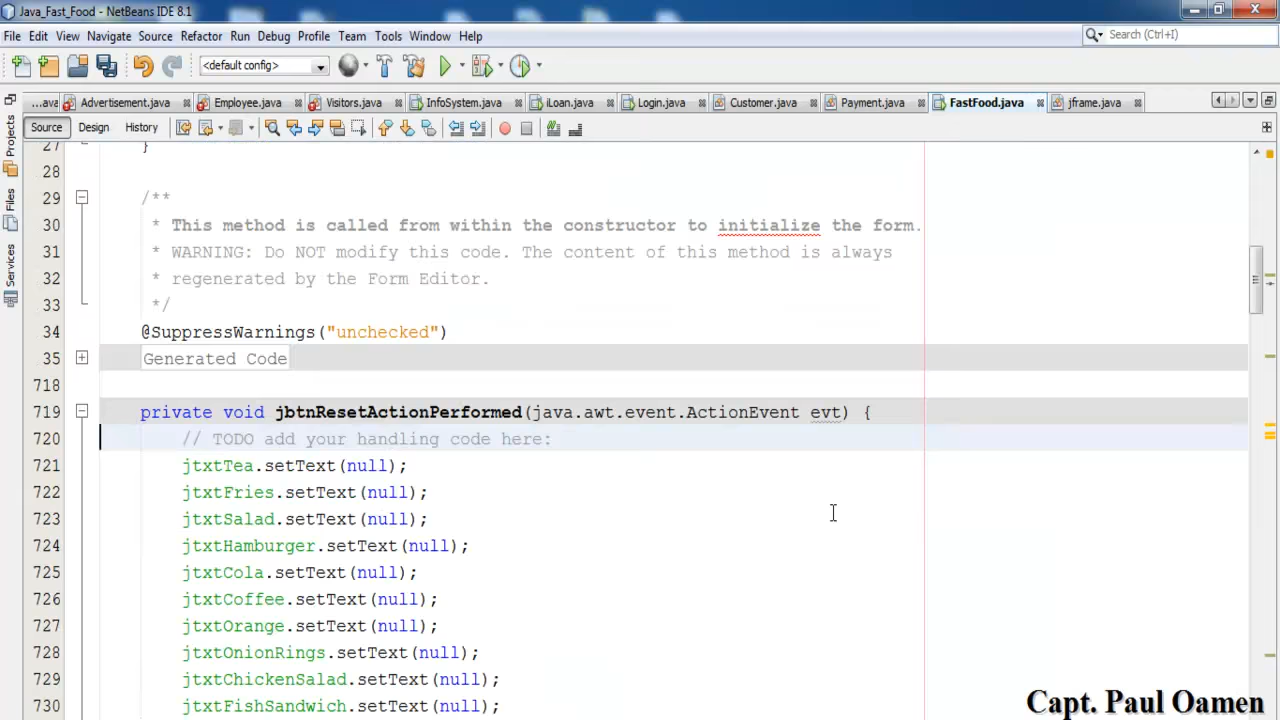 Java_Fast_Food - NetBeans IDE 8.1
File Edit View Navigate Source Refactor Run Debug Profile Team Tools Window Help
Search (Ctrl+I)
<default config>
...ava Advertisement.java Employee.java Visitors.java InfoSystem.java iLoan.java Login.java Customer.java Payment.java FastFood.java jframe.java
Source Design History
Projects
Files
Services
27 }
28
29 /**
30 * This method is called from within the constructor to initialize the form.
31 * WARNING: Do NOT modify this code. The content of this method is always
32 * regenerated by the Form Editor.
33 */
34 @SuppressWarnings("unchecked")
35 Generated Code
718
719 private void jbtnResetActionPerformed(java.awt.event.ActionEvent evt) {
720 // TODO add your handling code here:
721 jtxtTea.setText(null);
722 jtxtFries.setText(null);
723 jtxtSalad.setText(null);
724 jtxtHamburger.setText(null);
725 jtxtCola.setText(null);
726 jtxtCoffee.setText(null);
727 jtxtOrange.setText(null);
728 jtxtOnionRings.setText(null);
729 jtxtChickenSalad.setText(null);
730 jtxtFishSandwich.setText(null);
Capt. Paul Oamen